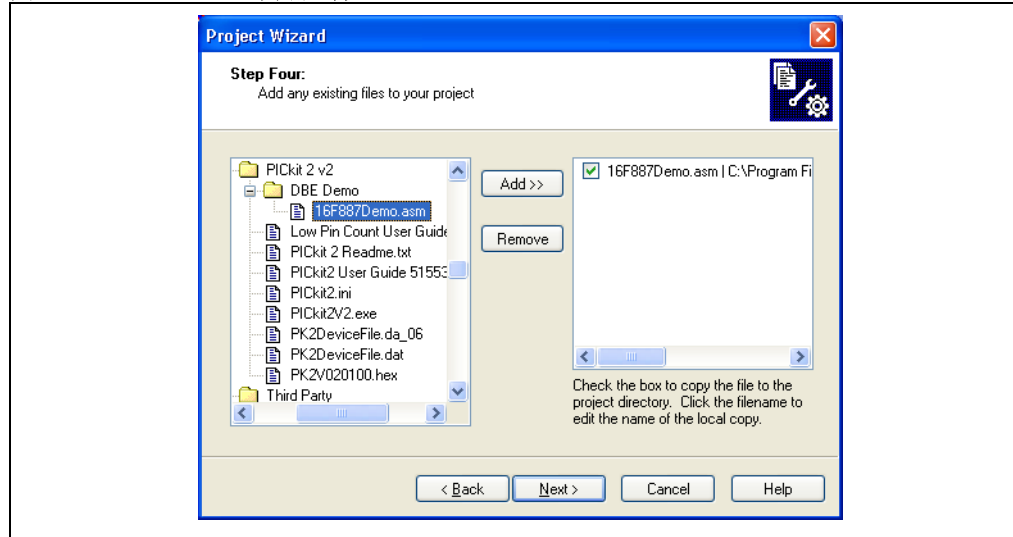 Project Wizard
Step Four:
Add any existing files to your project
PICkit 2 v2
DBE Demo
16F887Demo.asm
Low Pin Count User Guide
PICkit 2 Readme.txt
PICkit2 User Guide 51553
PICkit2.ini
PICkit2V2.exe
PK2DeviceFile.da_06
PK2DeviceFile.dat
PK2V020100.hex
Third Party
Add >>
Remove
16F887Demo.asm | C:\Program Fi
Check the box to copy the file to the
project directory. Click the filename to
edit the name of the local copy.
< Back
Next >
Cancel
Help